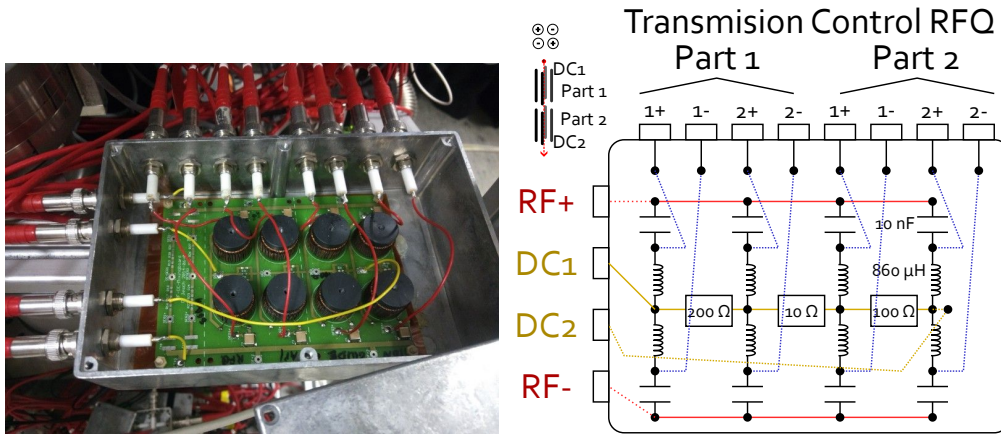 Transmision Control RFQ
Part 1
Part 2
DC1
Part 1
Part 2
DC2
1+
1-
2+
2-
1+
1-
2+
2-
RF+
10 nF
DC1
860 µH
200 Ω
10 Ω
100 Ω
DC2
RF-